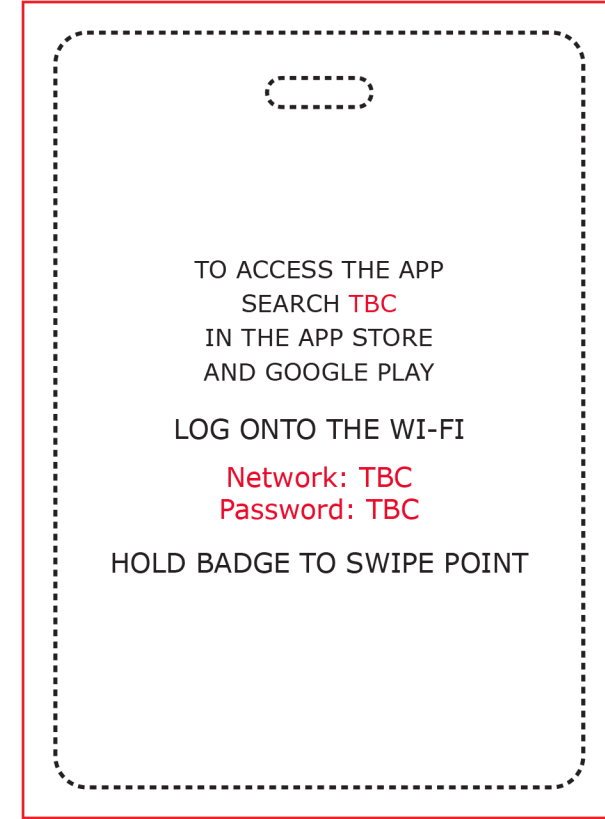 TO ACCESS THE APP
SEARCH TBC
IN THE APP STORE
AND GOOGLE PLAY
LOG ONTO THE WI-FI
Network: TBC
Password: TBC
HOLD BADGE TO SWIPE POINT